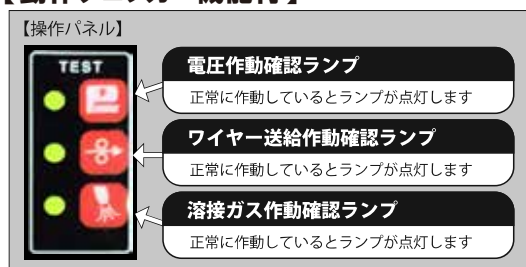 【操作パネル】
TEST
電圧作動確認ランプ
正常に作動しているとランプが点灯します
ワイヤー送給作動確認ランプ
正常に作動しているとランプが点灯します
溶接ガス作動確認ランプ
正常に作動しているとランプが点灯します